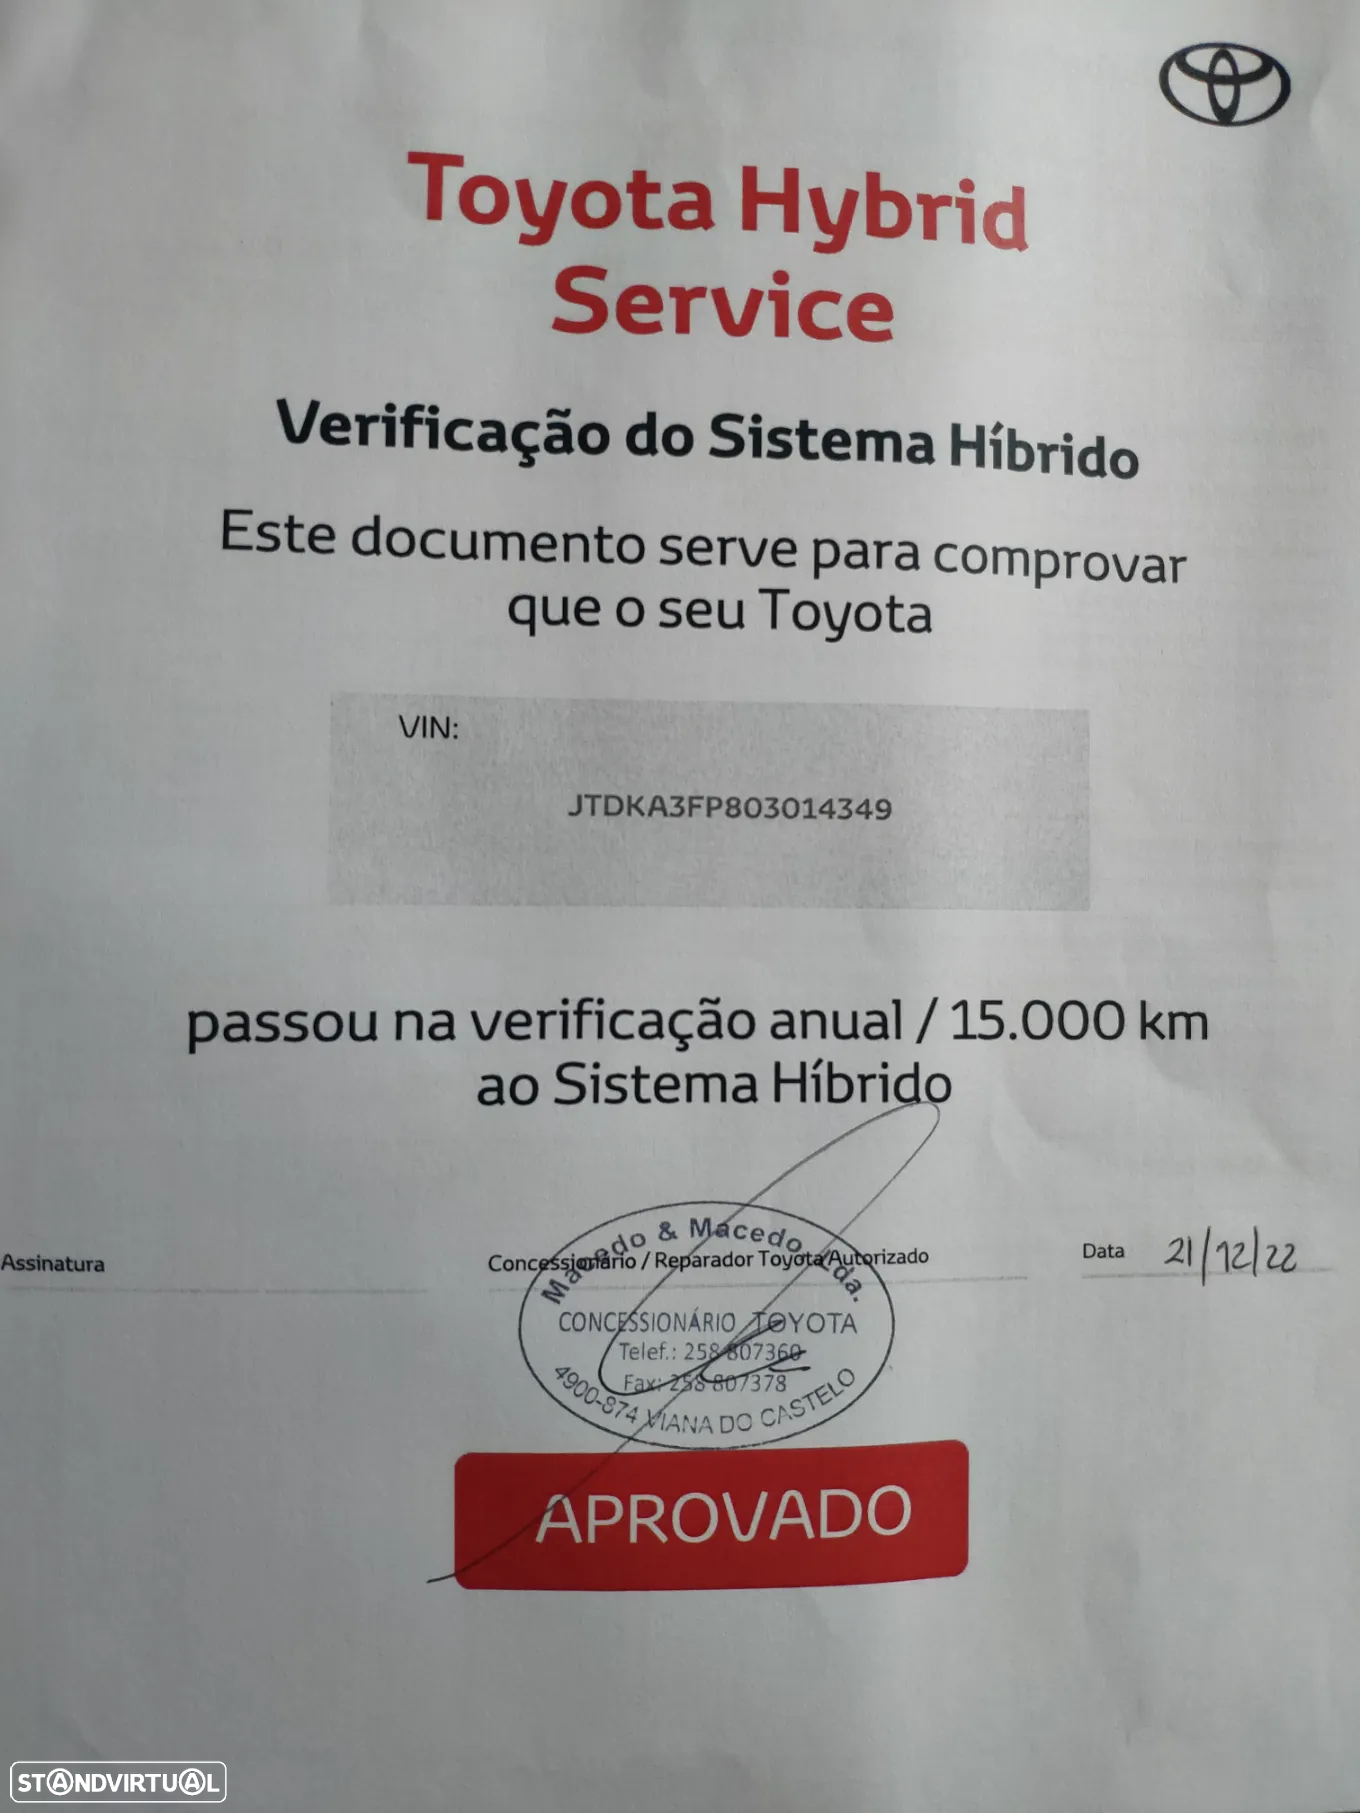 Toyota Hybrid
Service
Verificação do Sistema Híbrido
Este documento serve para comprovar
que o seu Toyota
VIN:
JTDKA3FP803014349
passou na verificação anual / 15.000 km
ao Sistema Híbrido
Assinatura
Concessionário / Reparador Toyota Autorizado
Data 21/12/22
Macedo & Macedo, Lda.
CONCESSIONÁRIO TOYOTA
Telef.: 258 807360
Fax: 258 807378
4900-874 VIANA DO CASTELO
APROVADO
STANDVIRTUAL